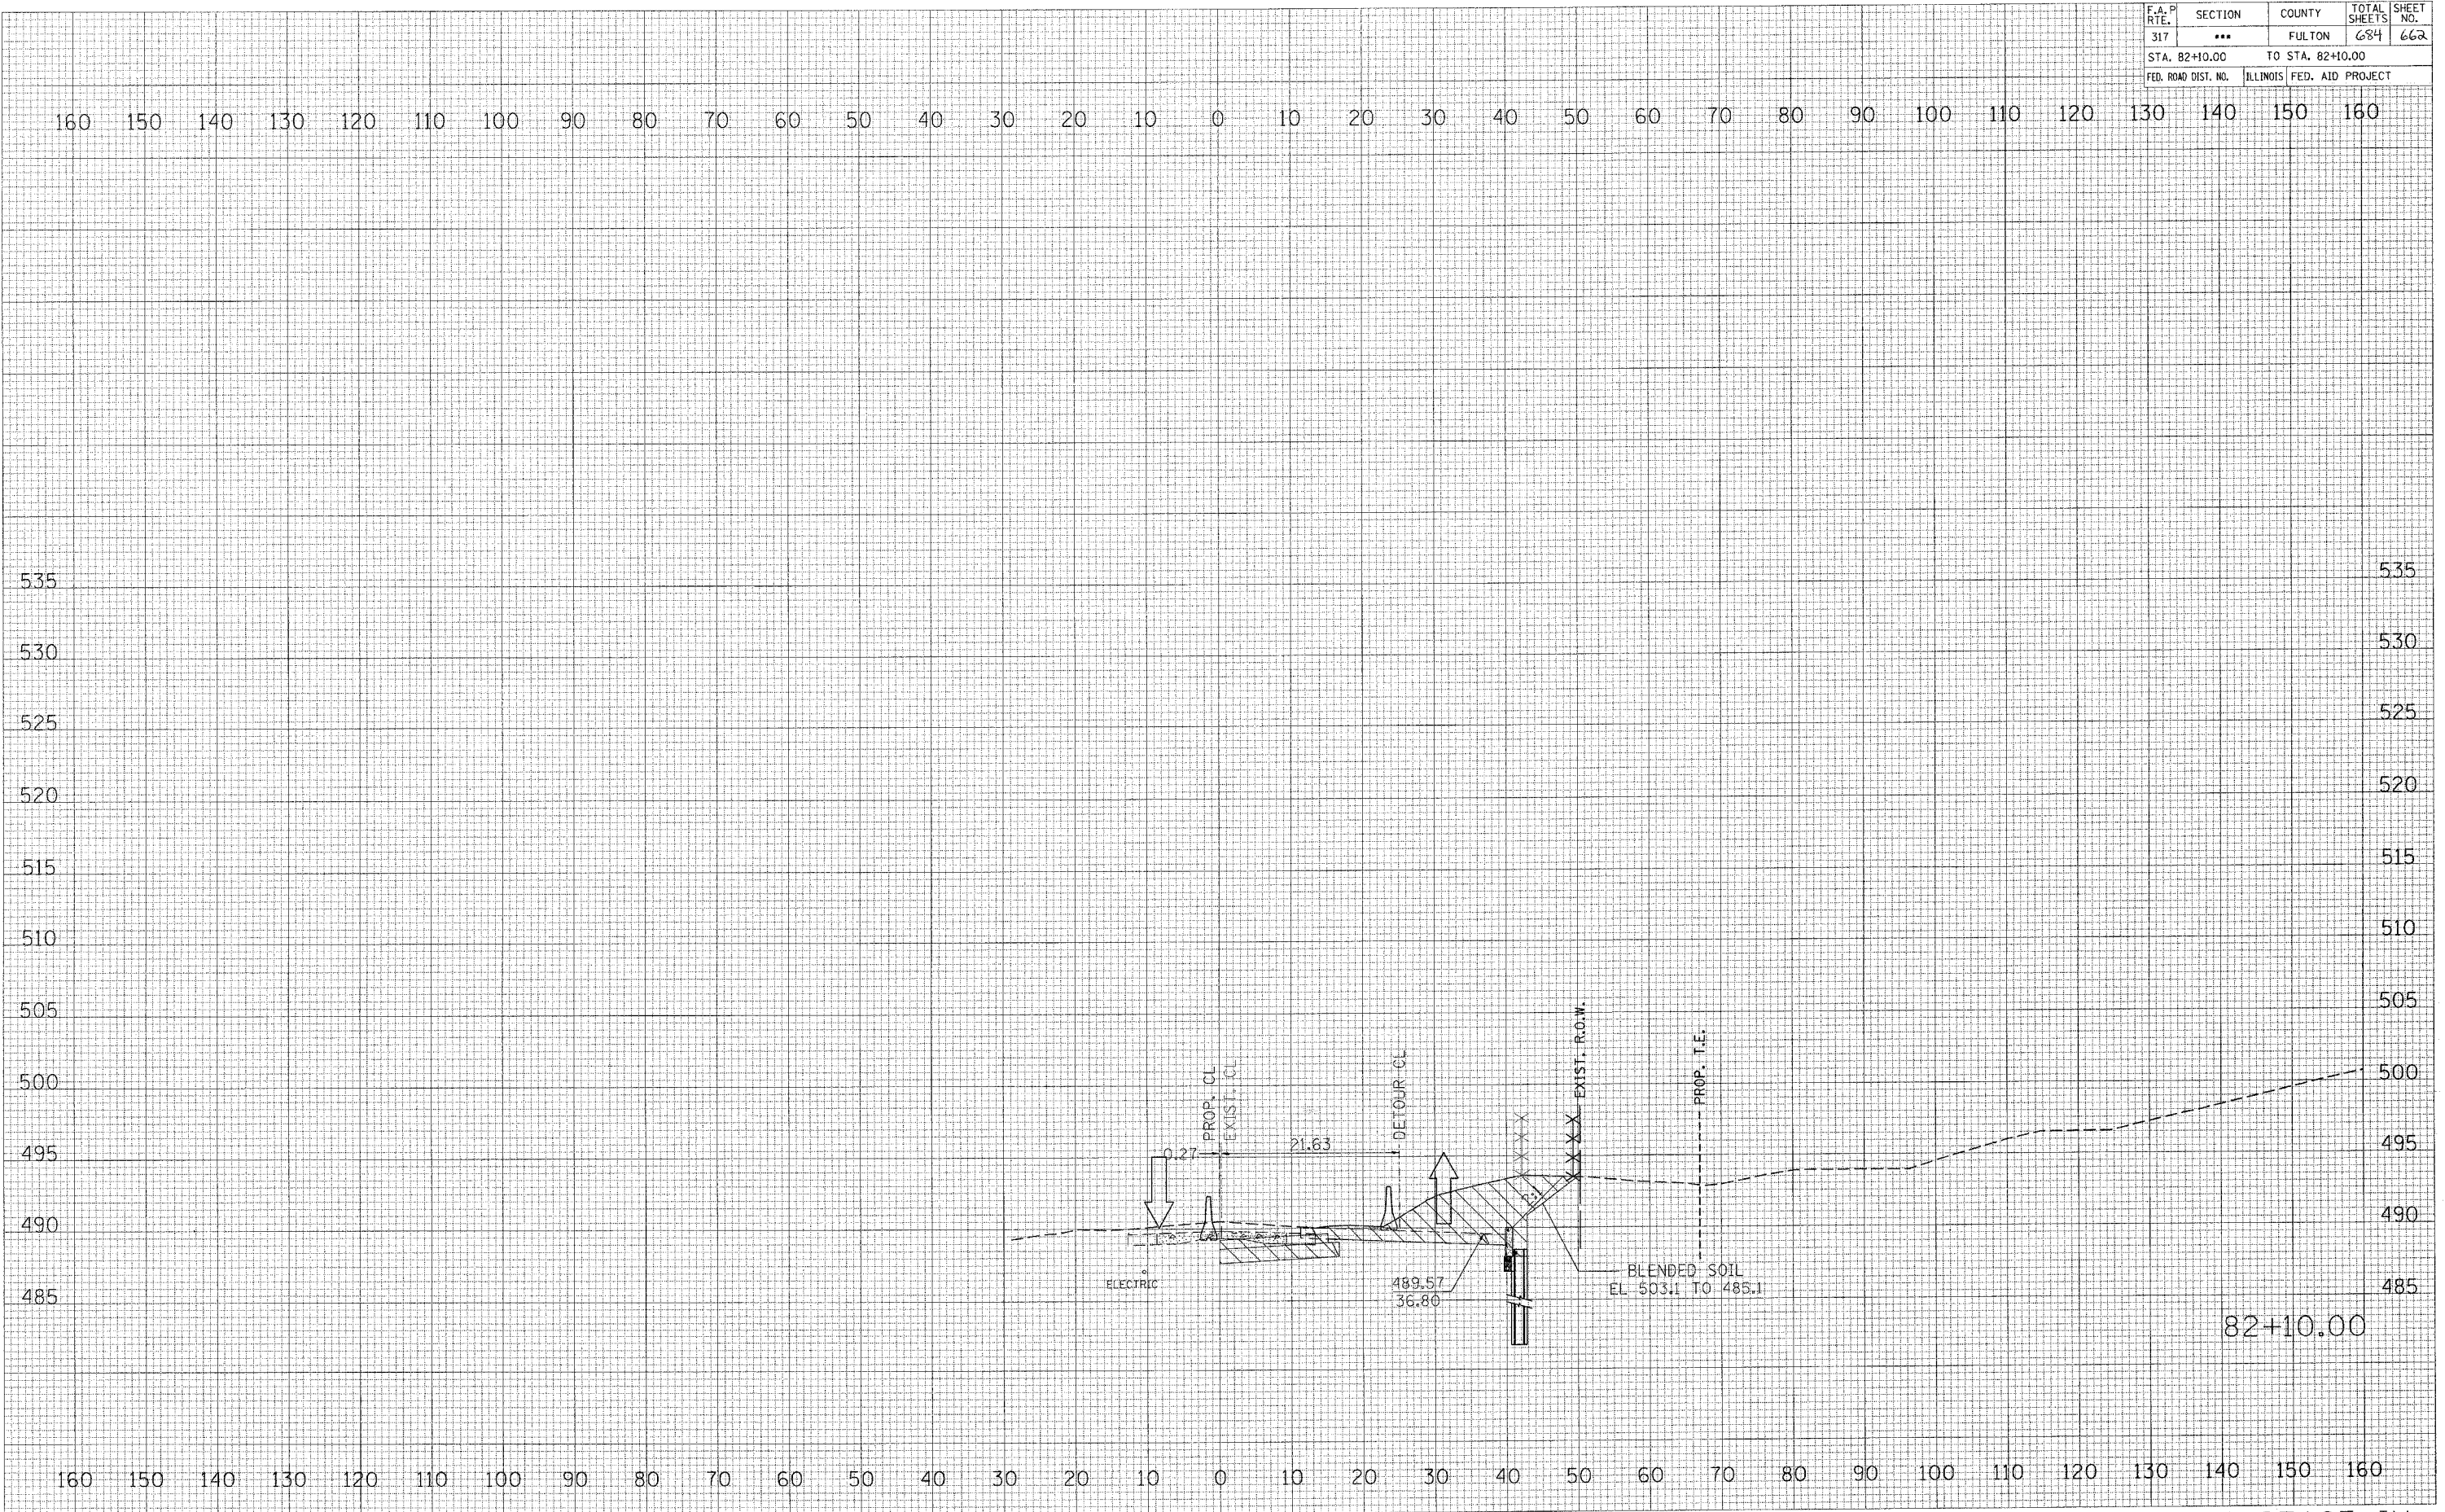 F.A.P RTE. SECTION COUNTY TOTAL SHEETS SHEET NO.
317 *** FULTON 684 662
STA. 82+10.00 TO STA. 82+10.00
FED. ROAD DIST. NO. ILLINOIS FED. AID PROJECT
160 150 140 130 120 110 100 90 80 70 60 50 40 30 20 10 0 10 20 30 40 50 60 70 80 90 100 110 120 130 140 150 160
535 535
530 530
525 525
520 520
515 515
510 510
505 505
500 500
495 495
490 490
485 485
PROP. CL
EXIST. CL
DETOUR CL
EXIST. R.O.W.
PROP. T.E.
0.27
21.63
2:1
ELECTRIC
489.57
36.80
BLENDED SOIL
EL 503.1 TO 485.1
82+10.00
160 150 140 130 120 110 100 90 80 70 60 50 40 30 20 10 0 10 20 30 40 50 60 70 80 90 100 110 120 130 140 150 160